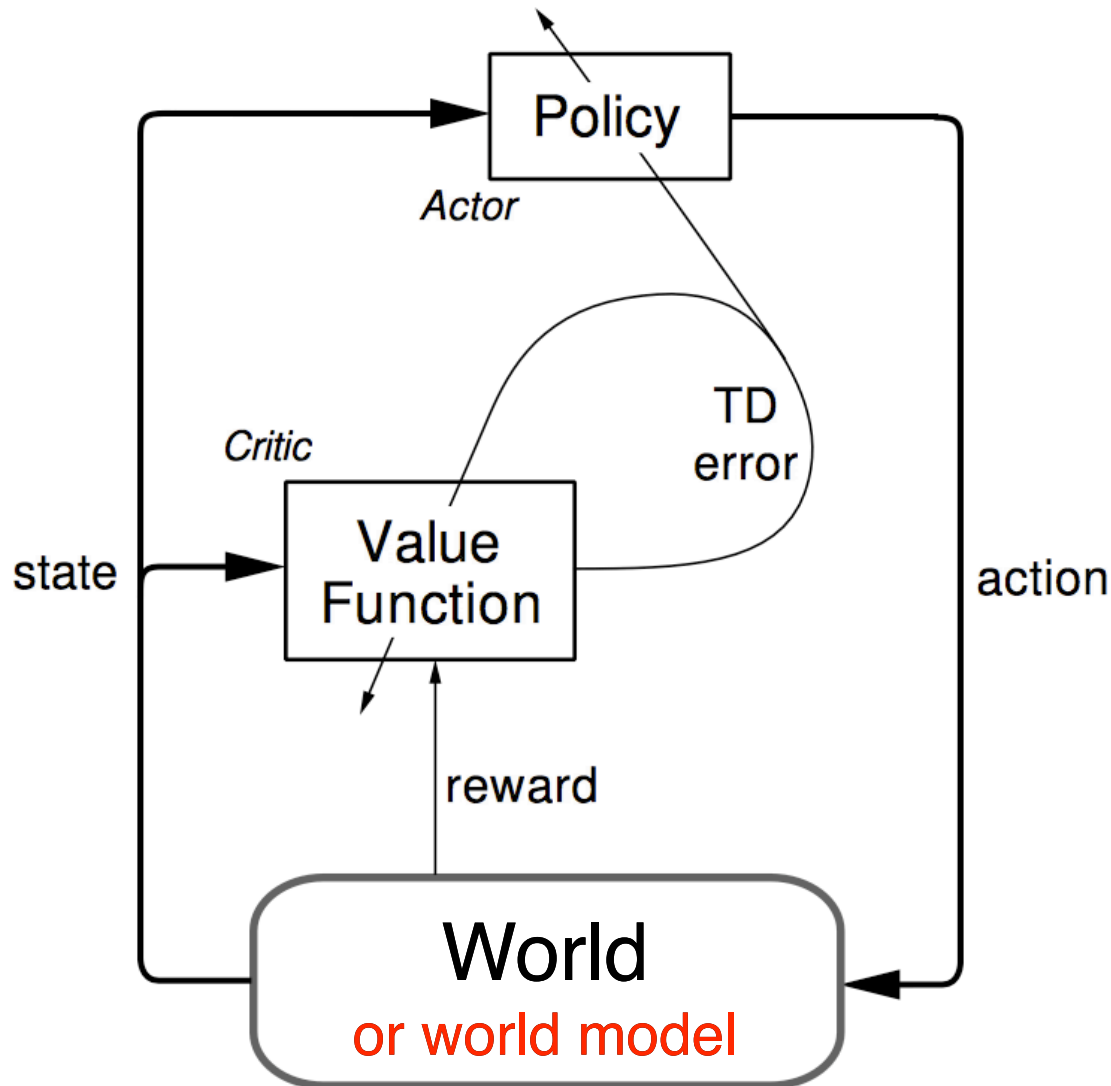 Policy
Actor
TD
error
Critic
Value
Function
state
action
reward
World
or world model